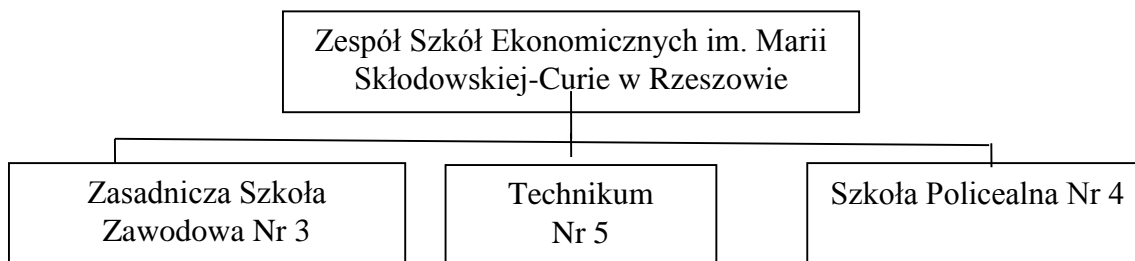 Zespół Szkół Ekonomicznych im. Marii
Skłodowskiej-Curie w Rzeszowie
Zasadnicza Szkoła
Zawodowa Nr 3
Technikum
Nr 5
Szkoła Policealna Nr 4